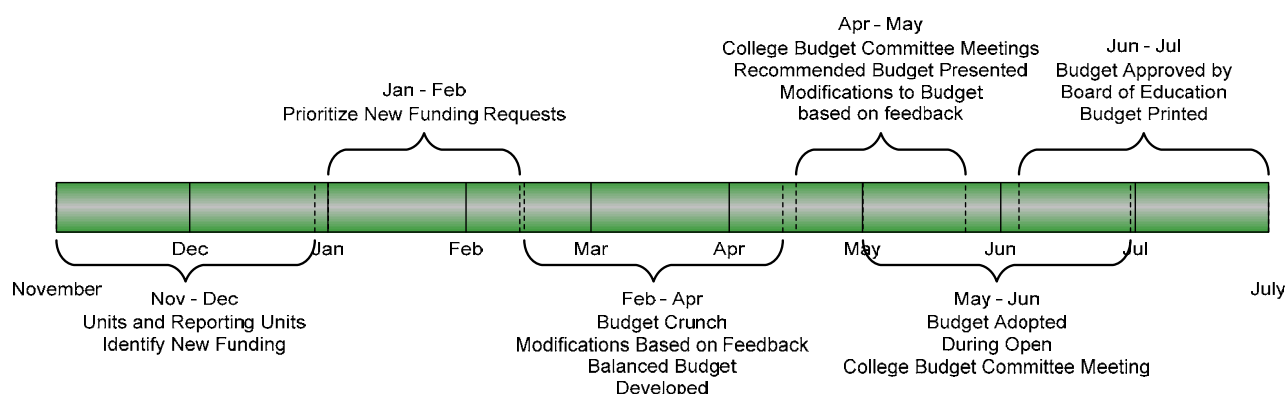 Apr - May
College Budget Committee Meetings
Recommended Budget Presented
Modifications to Budget
based on feedback
Jun - Jul
Budget Approved by
Board of Education
Budget Printed
Jan - Feb
Prioritize New Funding Requests
Dec
Jan
Feb
Mar
Apr
May
Jun
Jul
November
July
Nov - Dec
Units and Reporting Units
Identify New Funding
Feb - Apr
Budget Crunch
Modifications Based on Feedback
Balanced Budget
Developed
May - Jun
Budget Adopted
During Open
College Budget Committee Meeting